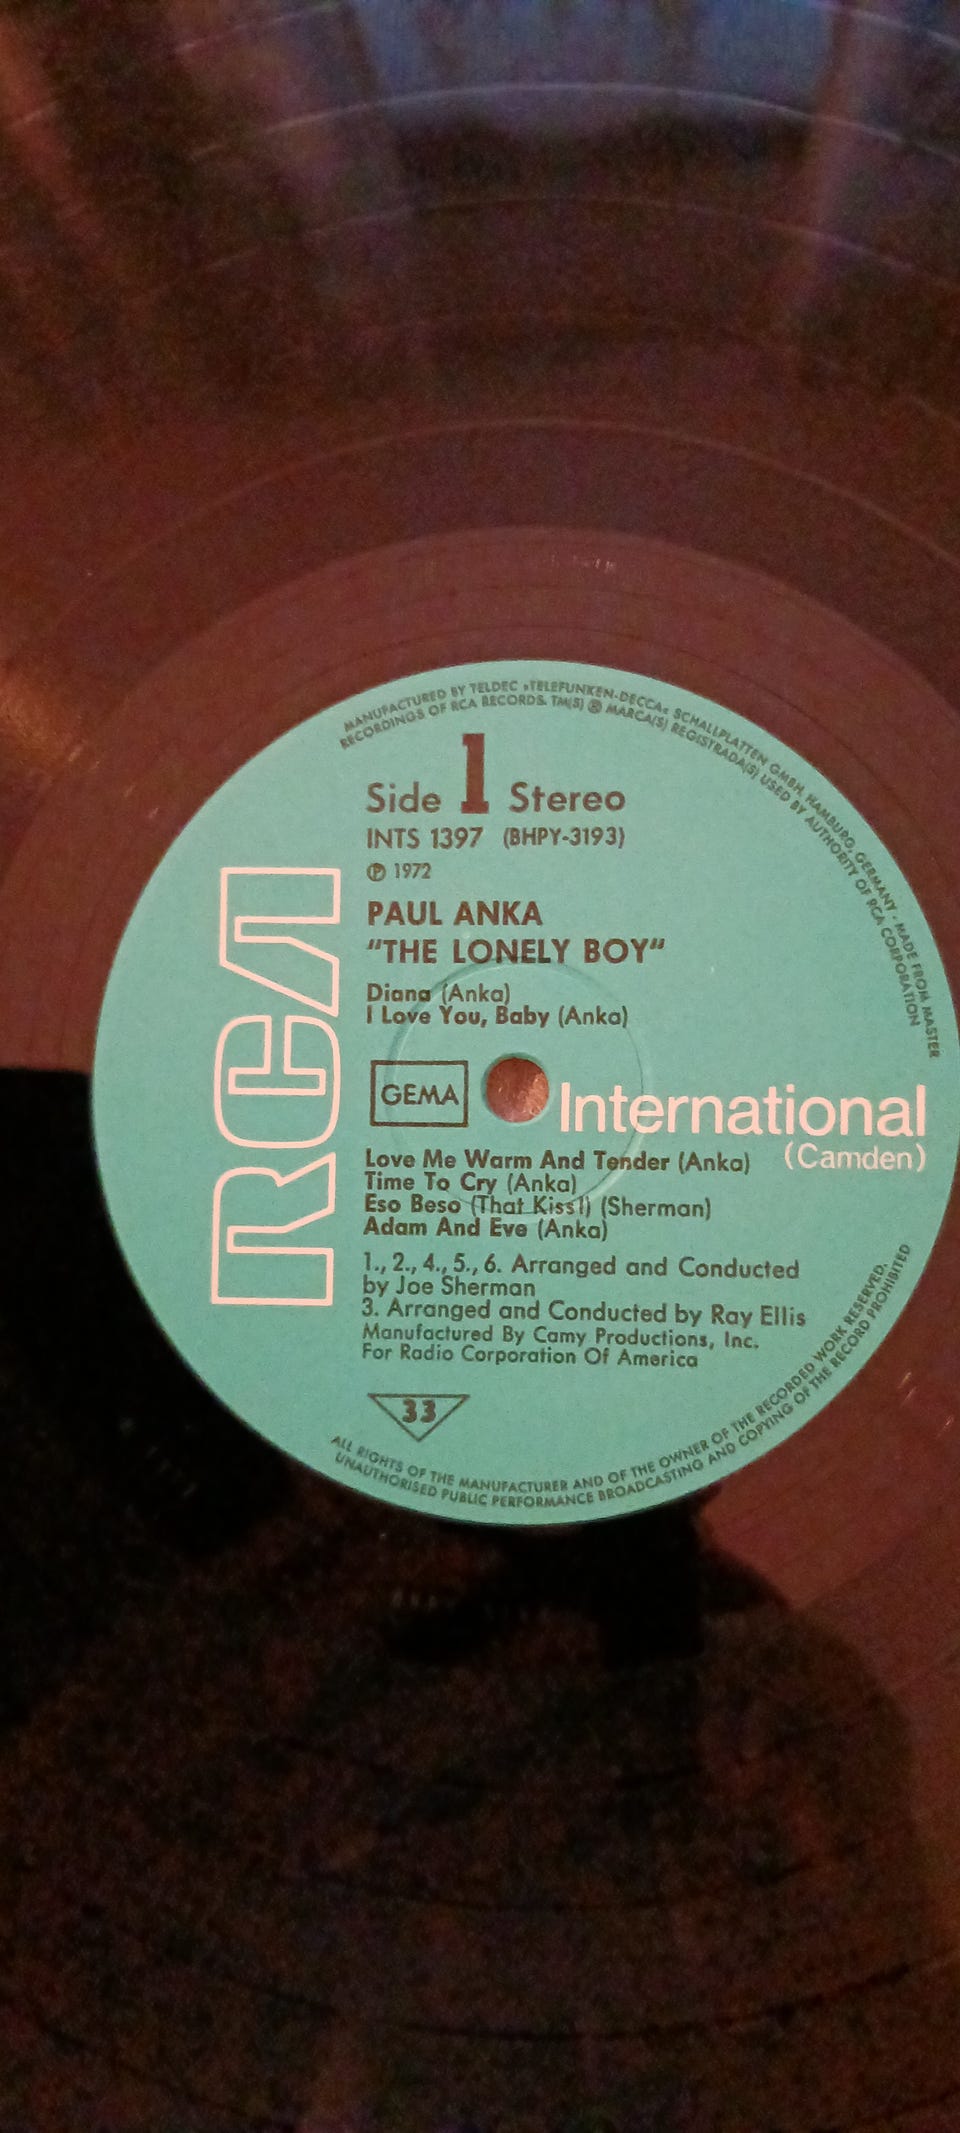 MANUFACTURED BY TELDEC »TELEFUNKEN-DECCA« SCHALLPLATTEN GMBH, HAMBURG, GERMANY · MADE FROM MASTER
RECORDINGS OF RCA RECORDS. TM(S) ® MARCA(S) REGISTRADA(S) USED BY AUTHORITY OF RCA CORPORATION
Side 1 Stereo
INTS 1397 (BHPY-3193)
℗ 1972
PAUL ANKA
"THE LONELY BOY"
Diana (Anka)
I Love You, Baby (Anka)
RCA
GEMA
International
(Camden)
Love Me Warm And Tender (Anka)
Time To Cry (Anka)
Eso Beso (That Kiss!) (Sherman)
Adam And Eve (Anka)
1., 2., 4., 5., 6. Arranged and Conducted
by Joe Sherman
3. Arranged and Conducted by Ray Ellis
Manufactured By Camy Productions, Inc.
For Radio Corporation Of America
33
ALL RIGHTS OF THE MANUFACTURER AND OF THE OWNER OF THE RECORDED WORK RESERVED.
UNAUTHORISED PUBLIC PERFORMANCE BROADCASTING AND COPYING OF THE RECORD PROHIBITED